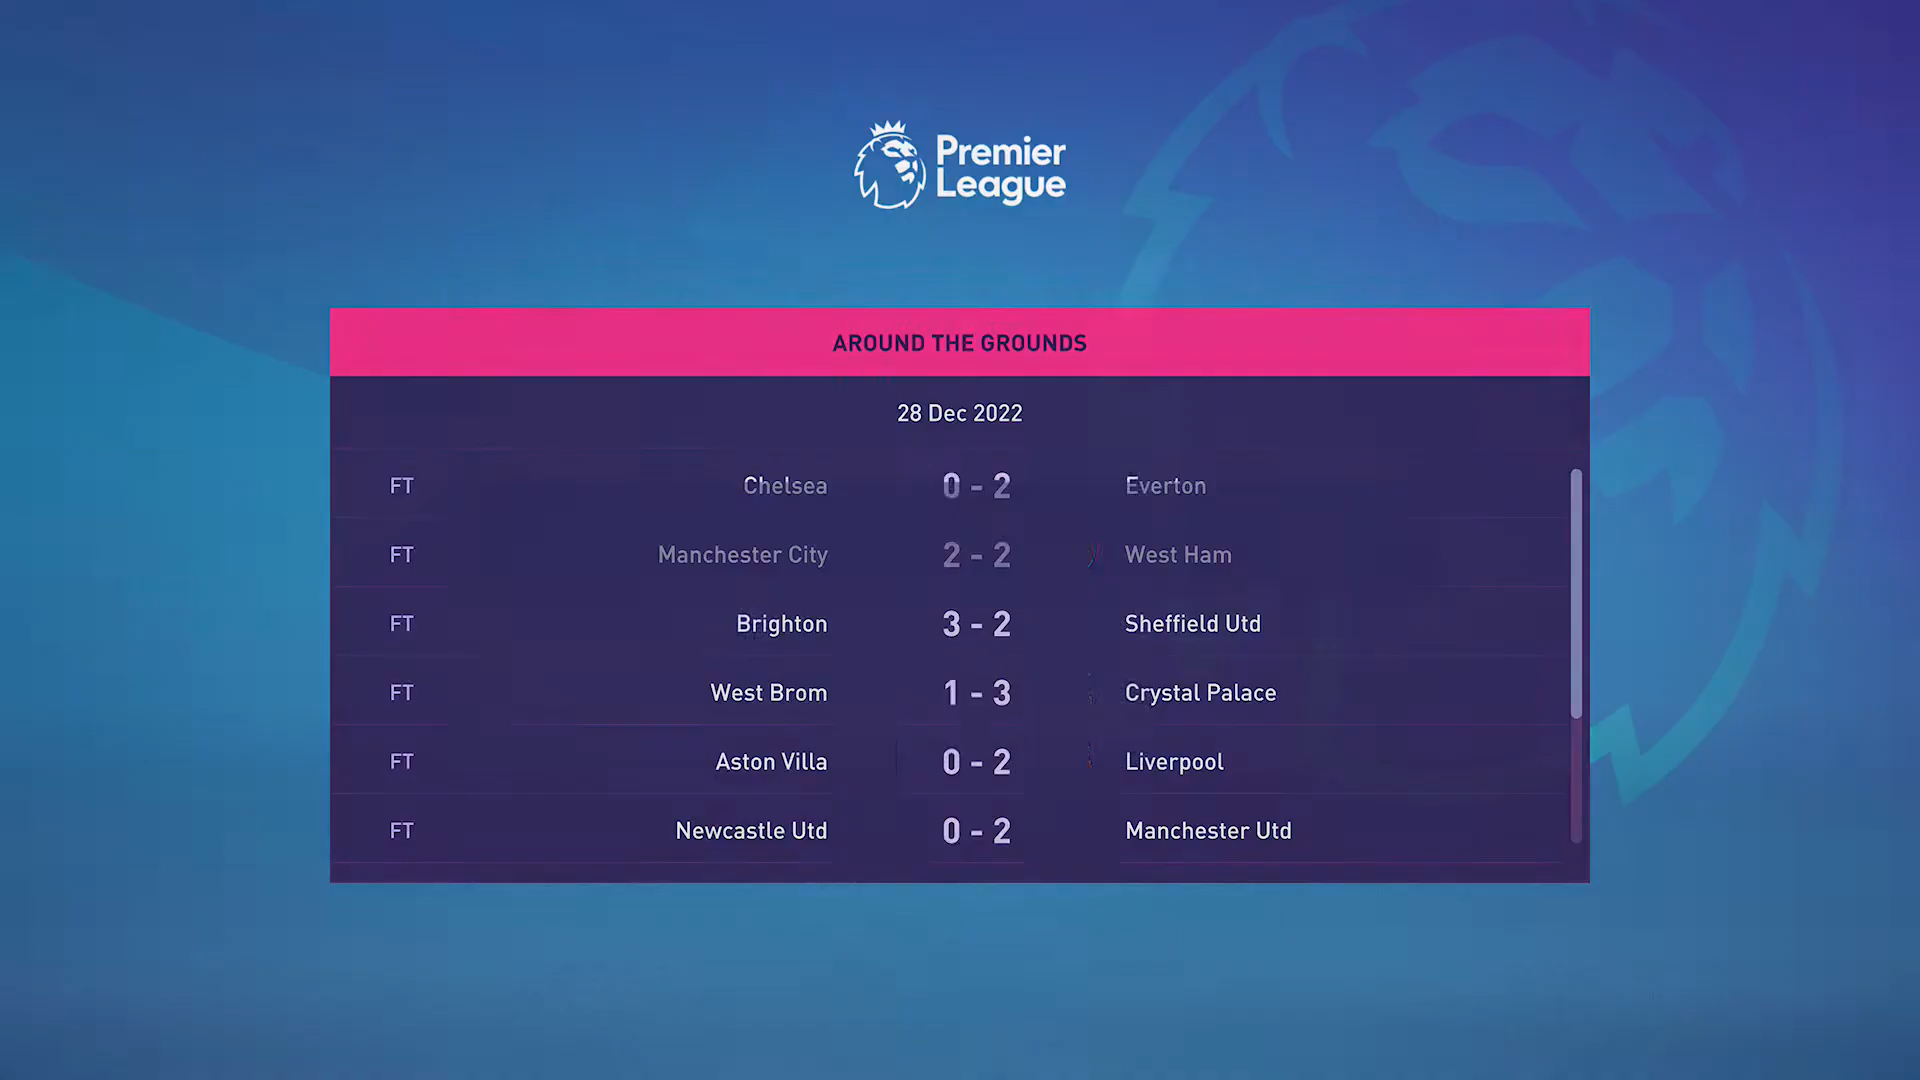 Premier
League
AROUND THE GROUNDS
28 Dec 2022
FT Chelsea 0 - 2 Everton
FT Manchester City 2 - 2 West Ham
FT Brighton 3 - 2 Sheffield Utd
FT West Brom 1 - 3 Crystal Palace
FT Aston Villa 0 - 2 Liverpool
FT Newcastle Utd 0 - 2 Manchester Utd